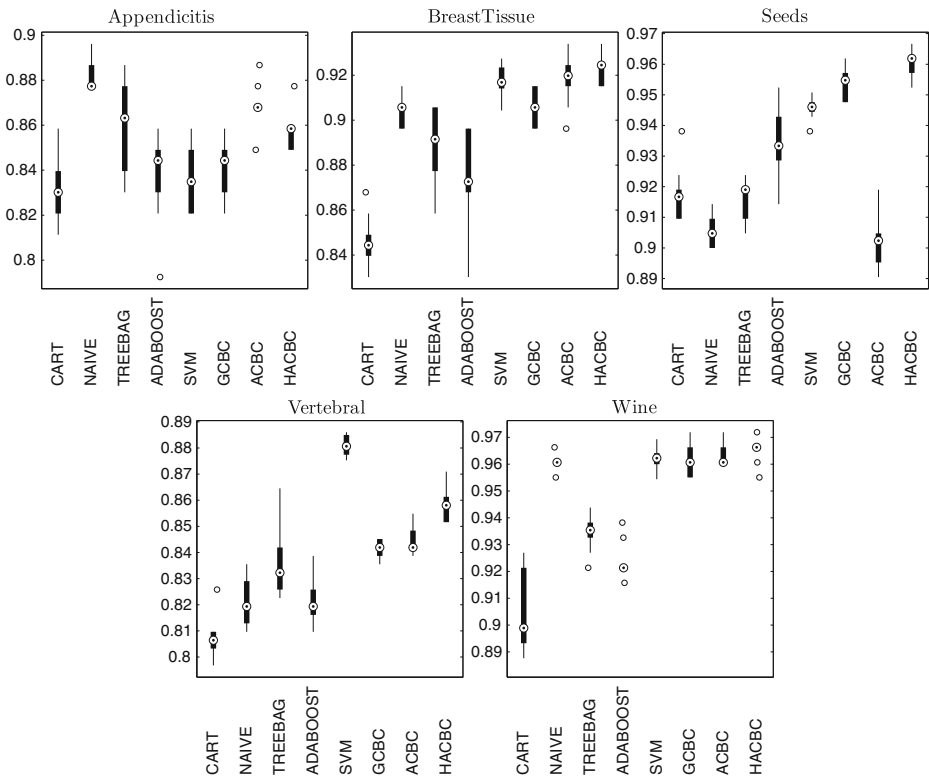 Appendicitis
0.9
0.88
0.86
0.84
0.82
0.8
CART
NAIVE
TREEBAG
ADABOOST
SVM
GCBC
ACBC
HACBC
BreastTissue
0.92
0.9
0.88
0.86
0.84
CART
NAIVE
TREEBAG
ADABOOST
SVM
GCBC
ACBC
HACBC
Seeds
0.97
0.96
0.95
0.94
0.93
0.92
0.91
0.9
0.89
CART
NAIVE
TREEBAG
ADABOOST
SVM
GCBC
ACBC
HACBC
Vertebral
0.89
0.88
0.87
0.86
0.85
0.84
0.83
0.82
0.81
0.8
CART
NAIVE
TREEBAG
ADABOOST
SVM
GCBC
ACBC
HACBC
Wine
0.97
0.96
0.95
0.94
0.93
0.92
0.91
0.9
0.89
CART
NAIVE
TREEBAG
ADABOOST
SVM
GCBC
ACBC
HACBC